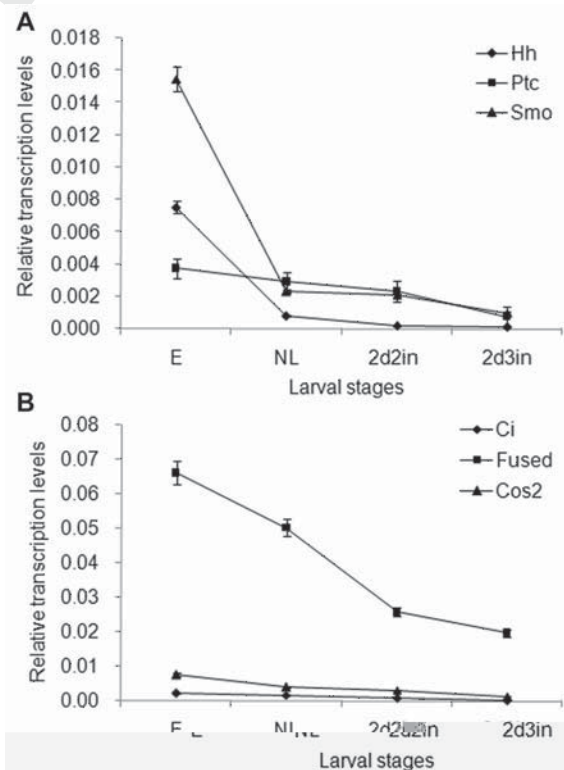 A
0.018
0.016
0.014
0.012
0.010
0.008
0.006
0.004
0.002
0.000
Relative transcription levels
Hh
Ptc
Smo
E NL 2d2in 2d3in
Larval stages
B
0.08
0.07
0.06
0.05
0.04
0.03
0.02
0.01
0.00
Relative transcription levels
Ci
Fused
Cos2
E NL 2d3in
Larval stages